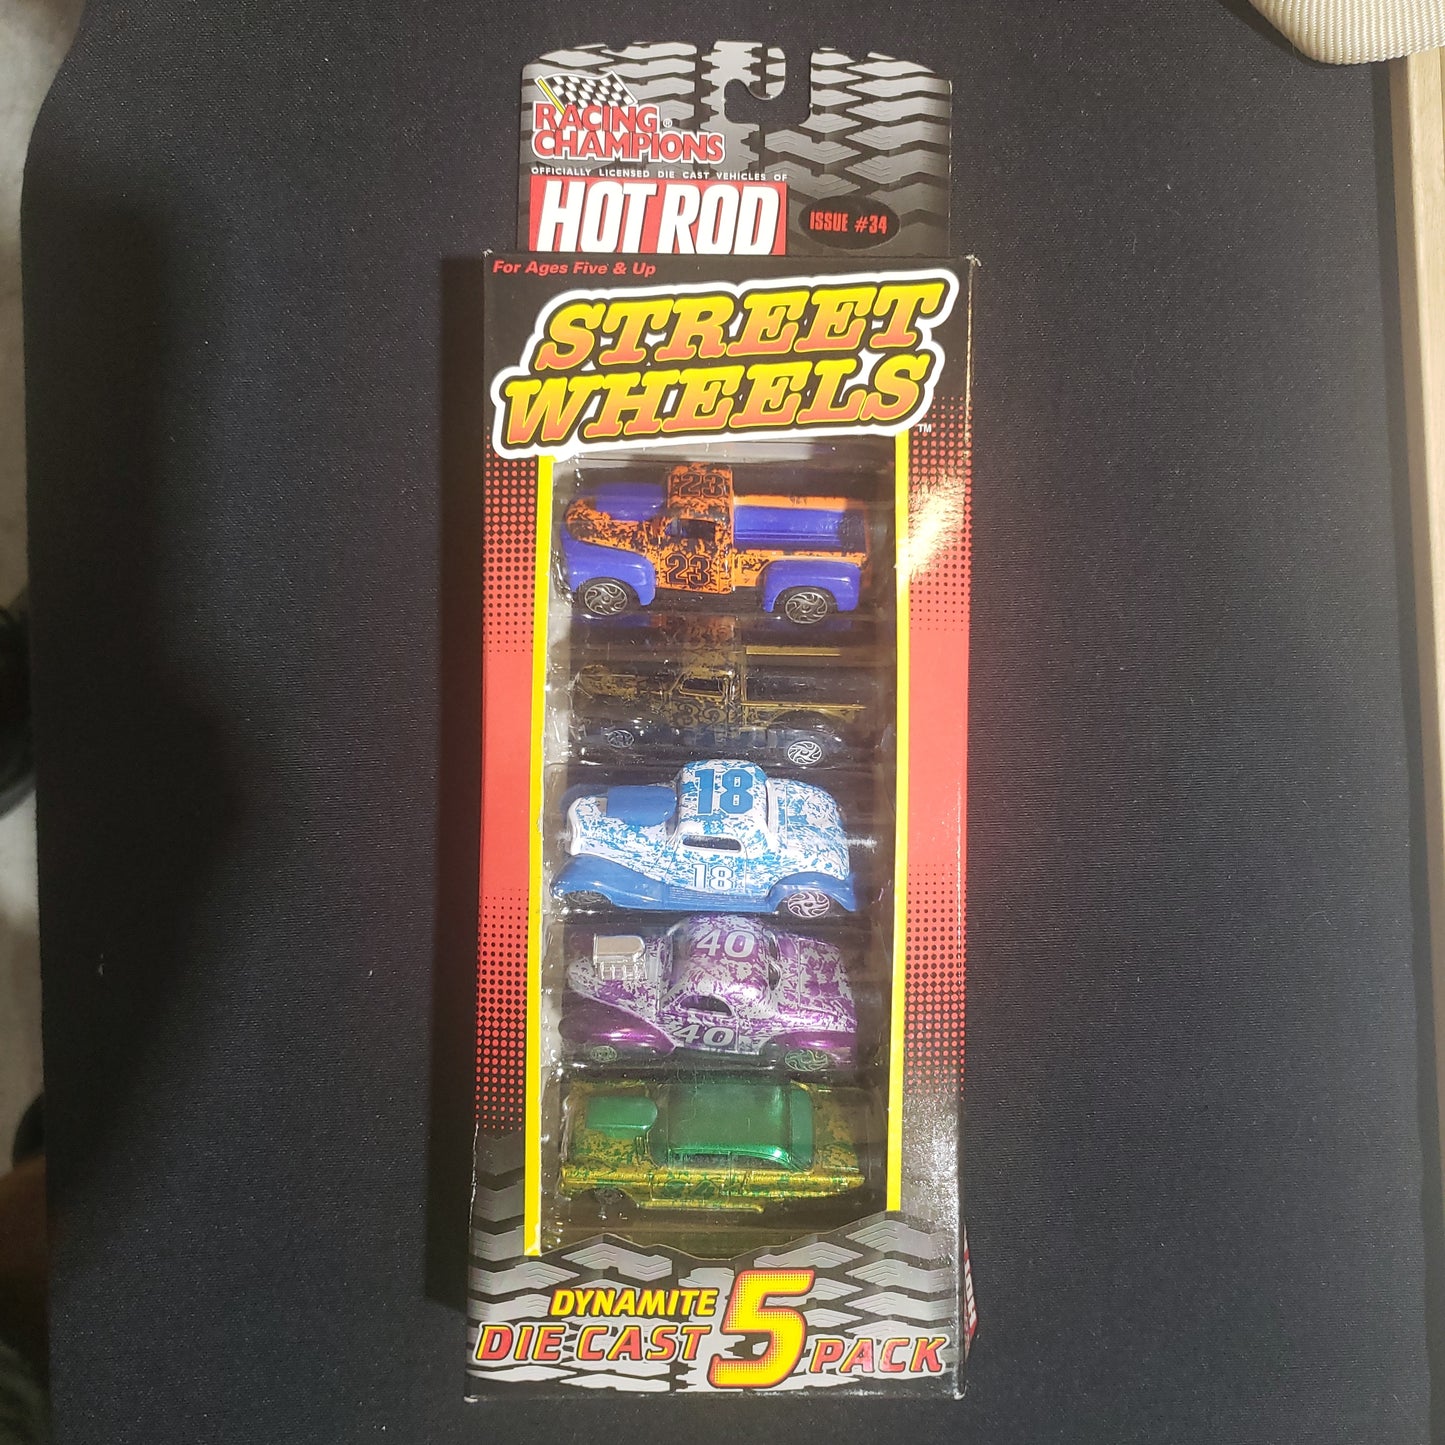 RACING®
CHAMPIONS
OFFICIALLY LICENSED DIE CAST VEHICLES OF
HOT ROD
ISSUE #34
For Ages Five & Up
STREET
WHEELS
TM
23
23
18
18
40
40
DYNAMITE
DIE CAST 5 PACK